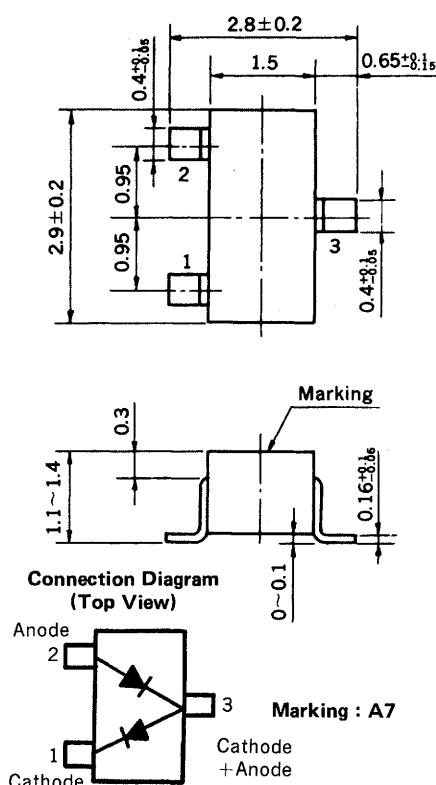 2.8±0.2
1.5
0.65+0.1-0.15
0.4+0.1-0.05
2
0.95
2.9±0.2
0.95
1
3
0.4+0.1-0.05
Marking
0.3
1.1~1.4
0.16+0.1-0.06
0~0.1
Connection Diagram
(Top View)
Anode
2
3
Marking : A7
1
Cathode
+Anode
Cathode